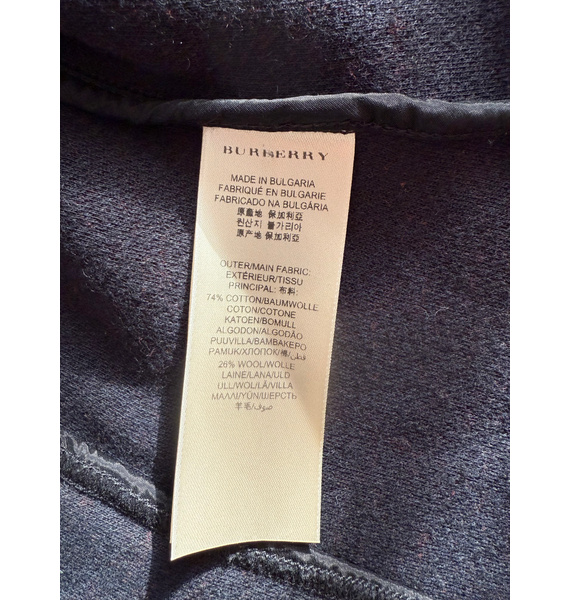 BURBERRY
MADE IN BULGARIA
FABRIQUÉ EN BULGARIE
FABRICADO NA BULGÁRIA
原產地 保加利亞
원산지 불가리아
原产地 保加利亚
OUTER/MAIN FABRIC:
EXTÉRIEUR/TISSU
PRINCIPAL: 布料:
74% COTTON/BAUMWOLLE
COTON/COTONE
KATOEN/BOMULL
ALGODON/ALGODÃO
PUUVILLA/ΒΑΜΒΑΚΕΡΟ
PAMUK/ХЛОПОК/棉/قطن
26% WOOL/WOLLE
LAINE/LANA/ULD
ULL/WOL/LÃ/VILLA
ΜΑΛΛΙ/YÜN/ШЕРСТЬ
羊毛/صوف